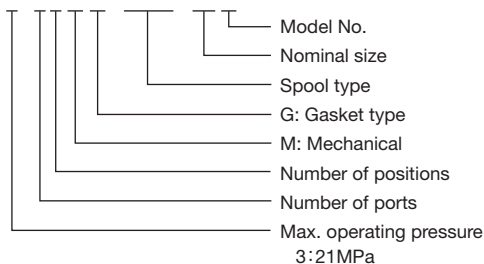 Model No.
Nominal size
Spool type
G: Gasket type
M: Mechanical
Number of positions
Number of ports
Max. operating pressure
3:21MPa